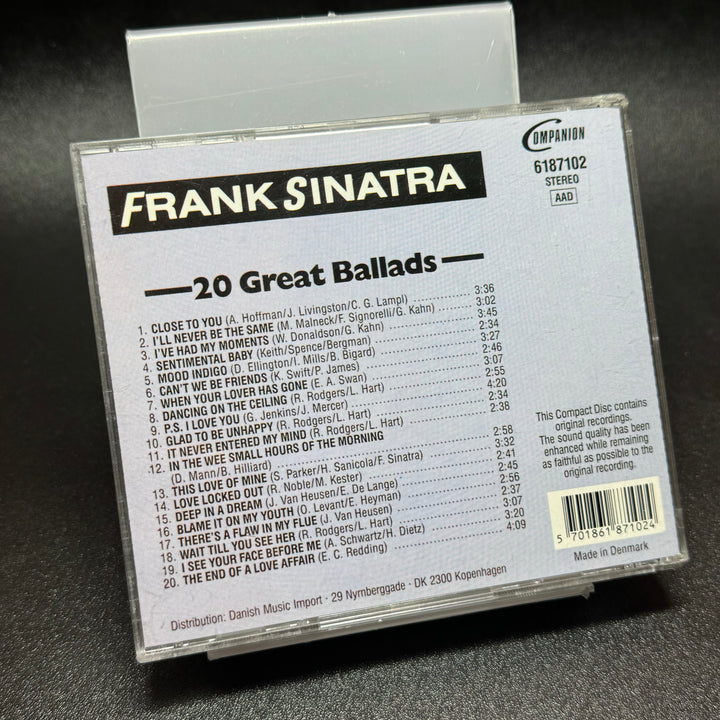 COMPANION
6187102
STEREO
AAD
FRANK SINATRA
20 Great Ballads
1. CLOSE TO YOU (A. Hoffman/J. Livingston/C. G. Lampl) 3:36
2. I'LL NEVER BE THE SAME (M. Malneck/F. Signorelli/G. Kahn) 3:02
3. I'VE HAD MY MOMENTS (W. Donaldson/G. Kahn) 2:45
4. SENTIMENTAL BABY (Keith/Spence/Bergman) 2:34
5. MOOD INDIGO (D. Ellington/I. Mills/B. Bigard) 3:27
6. CAN'T WE BE FRIENDS (K. Swift/P. James) 2:46
7. WHEN YOUR LOVER HAS GONE (E. A. Swan) 3:07
8. DANCING ON THE CEILING (R. Rodgers/L. Hart) 2:55
9. P.S. I LOVE YOU (G. Jenkins/J. Mercer) 4:20
10. GLAD TO BE UNHAPPY (R. Rodgers/L. Hart) 2:34
11. IT NEVER ENTERED MY MIND (R. Rodgers/L. Hart) 2:38
12. IN THE WEE SMALL HOURS OF THE MORNING
(D. Mann/B. Hilliard) 2:58
13. THIS LOVE OF MINE (S. Parker/H. Sanicola/F. Sinatra) 3:32
14. LOVE LOCKED OUT (R. Noble/M. Kester) 2:41
15. DEEP IN A DREAM (J. Van Heusen/E. De Lange) 2:45
16. BLAME IT ON MY YOUTH (O. Levant/E. Heyman) 2:56
17. THERE'S A FLAW IN MY FLUE (J. Van Heusen) 2:37
18. WAIT TILL YOU SEE HER (R. Rodgers/L. Hart) 3:07
19. I SEE YOUR FACE BEFORE ME (A. Schwartz/H. Dietz) 3:20
20. THE END OF A LOVE AFFAIR (E. C. Redding) 4:09
This Compact Disc contains
original recordings.
The sound quality has been
enhanced while remaining
as faithful as possible to the
original recording.
5 701861 871024
Made in Denmark
Distribution: Danish Music Import · 29 Nyrnberggade · DK 2300 Kopenhagen